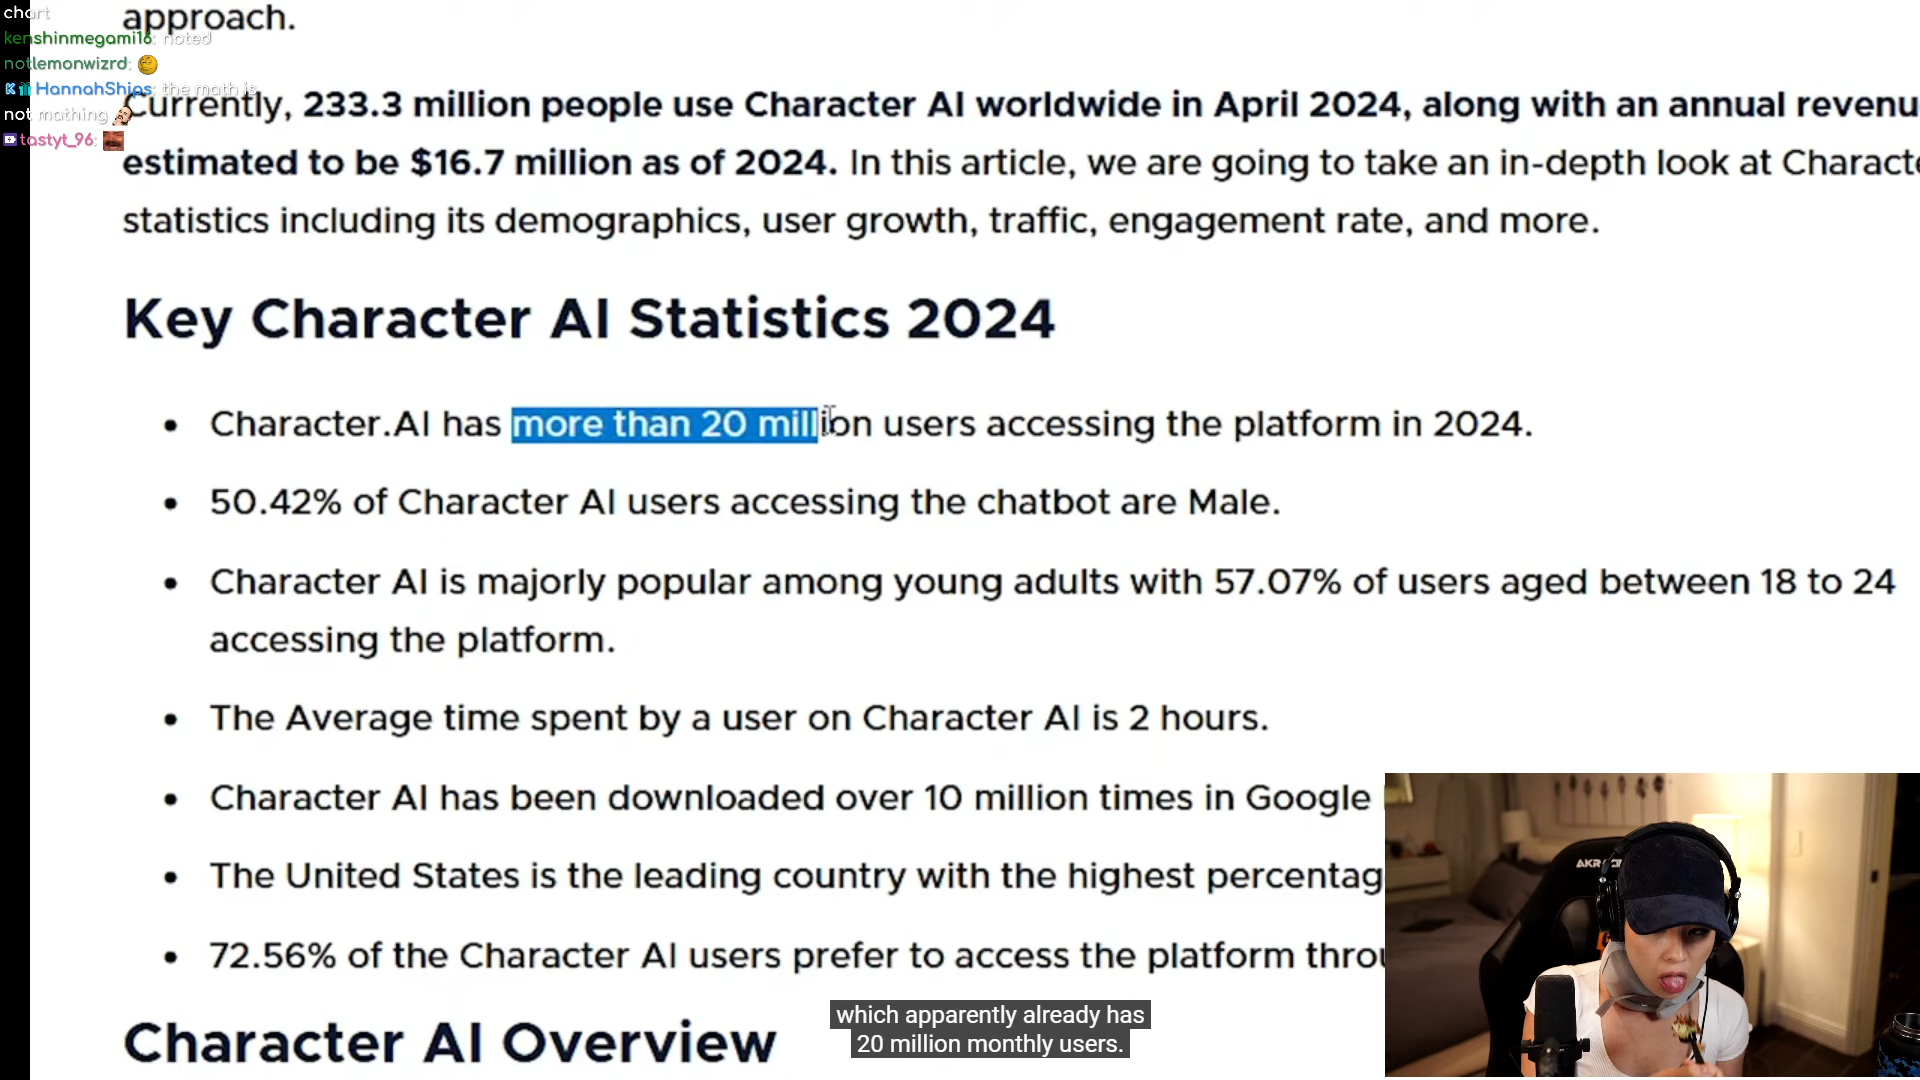 chart
kenshinmegami16: noted
notlemonwizrd:
HannahShips: the math is
not mathing
tastyt_96:
approach.
Currently, 233.3 million people use Character AI worldwide in April 2024, along with an annual revenu
estimated to be $16.7 million as of 2024. In this article, we are going to take an in-depth look at Characte
statistics including its demographics, user growth, traffic, engagement rate, and more.
Key Character AI Statistics 2024
• Character.AI has more than 20 million users accessing the platform in 2024.
• 50.42% of Character AI users accessing the chatbot are Male.
• Character AI is majorly popular among young adults with 57.07% of users aged between 18 to 24
accessing the platform.
• The Average time spent by a user on Character AI is 2 hours.
• Character AI has been downloaded over 10 million times in Google
• The United States is the leading country with the highest percentag
• 72.56% of the Character AI users prefer to access the platform throu
Character AI Overview
which apparently already has
20 million monthly users.